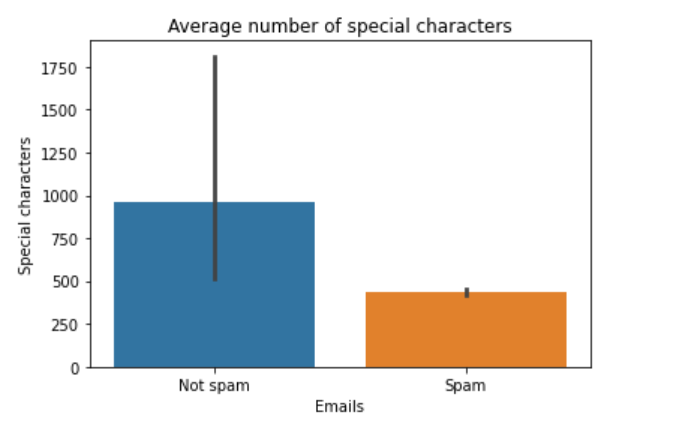 Average number of special characters
1750
1500
1250
1000
750
500
250
0
Special characters
Not spam
Spam
Emails